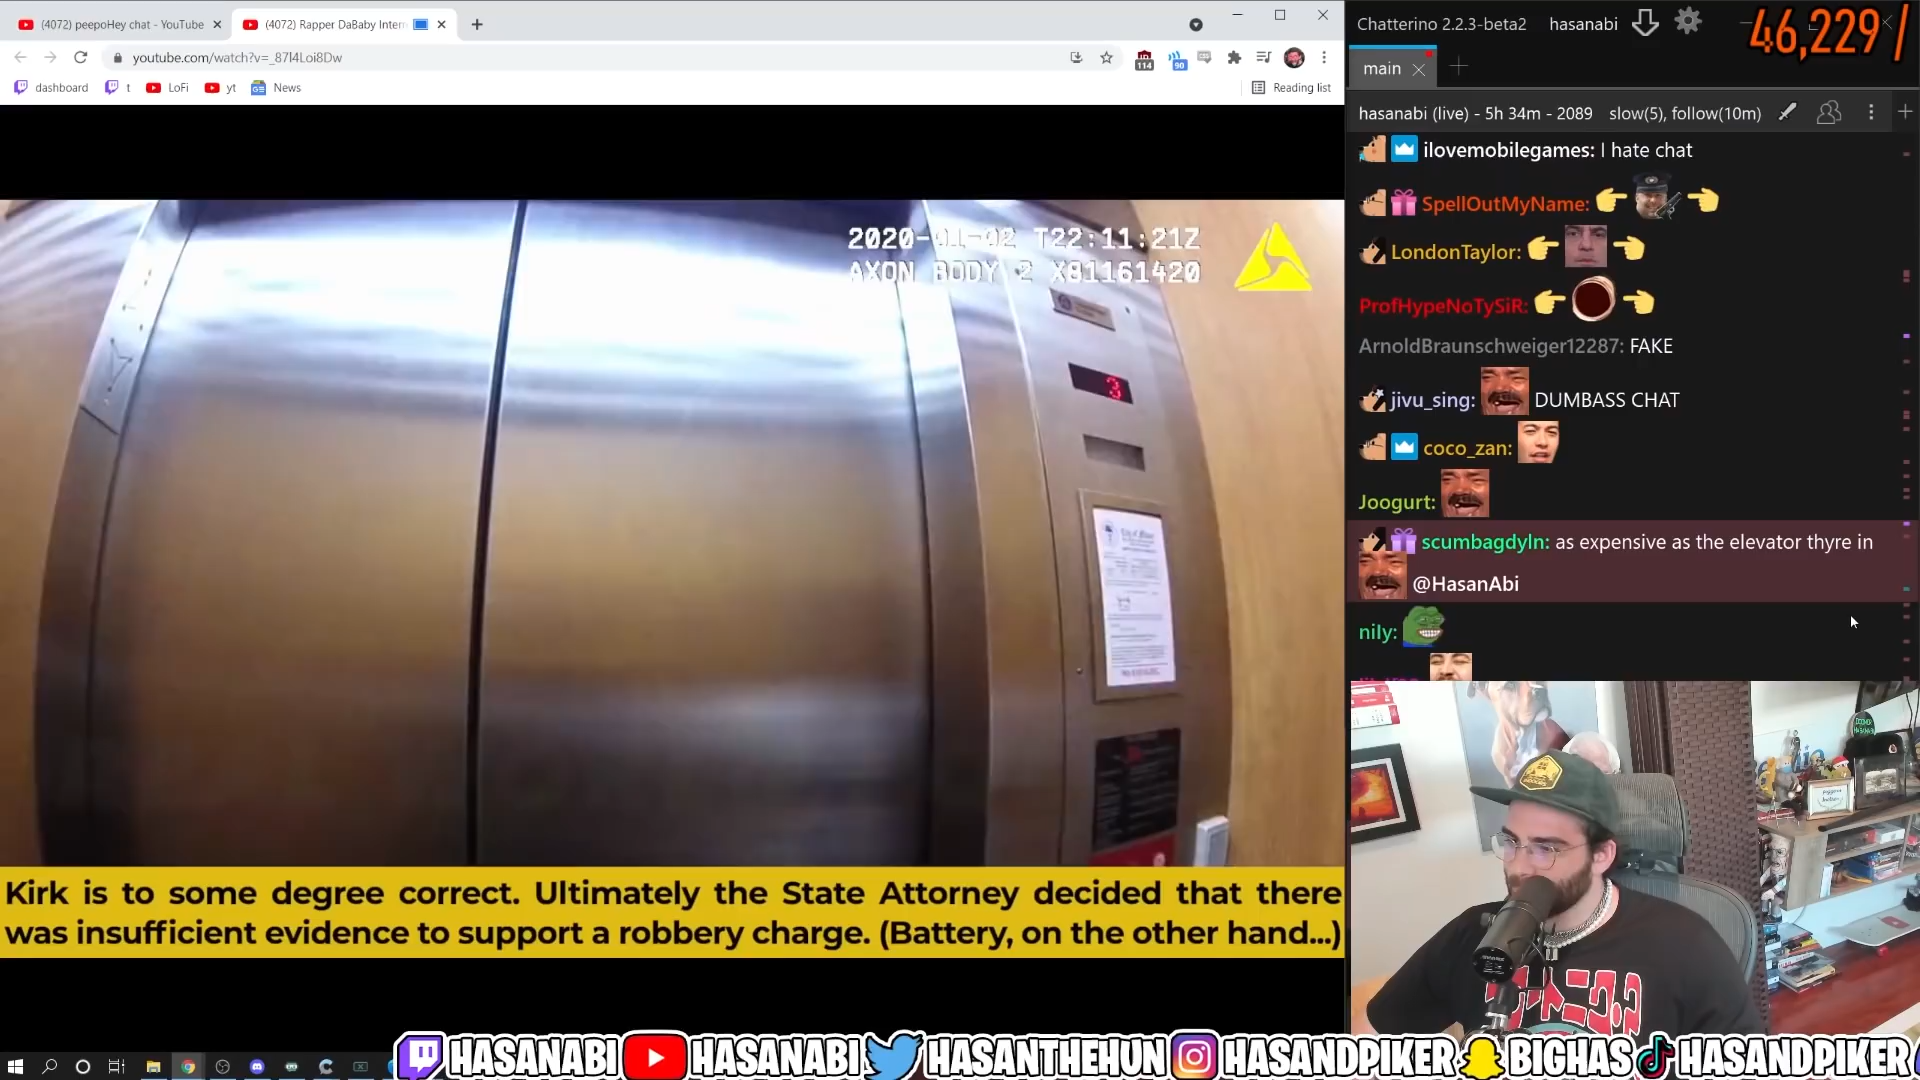 (4072) peepoHey chat - YouTube
(4072) Rapper DaBaby Inter
youtube.com/watch?v=_87I4Loi8Dw
114
90
dashboard
t
LoFi
yt
News
Reading list
2020-01-02 T22:11:21Z
AXON BODY 2 X81161420
3
Kirk is to some degree correct. Ultimately the State Attorney decided that there
was insufficient evidence to support a robbery charge. (Battery, on the other hand...)
Chatterino 2.2.3-beta2
hasanabi
46,229 /
main
hasanabi (live) - 5h 34m - 2089 slow(5), follow(10m)
ilovemobilegames: I hate chat
SpellOutMyName:
LondonTaylor:
ProfHypeNoTySiR:
ArnoldBraunschweiger12287: FAKE
jivu_sing: DUMBASS CHAT
coco_zan:
Joogurt:
scumbagdyln: as expensive as the elevator thyre in
@HasanAbi
nily:
HASANABI HASANABI HASANTHEHUN HASANDPIKER BIGHAS HASANDPIKER